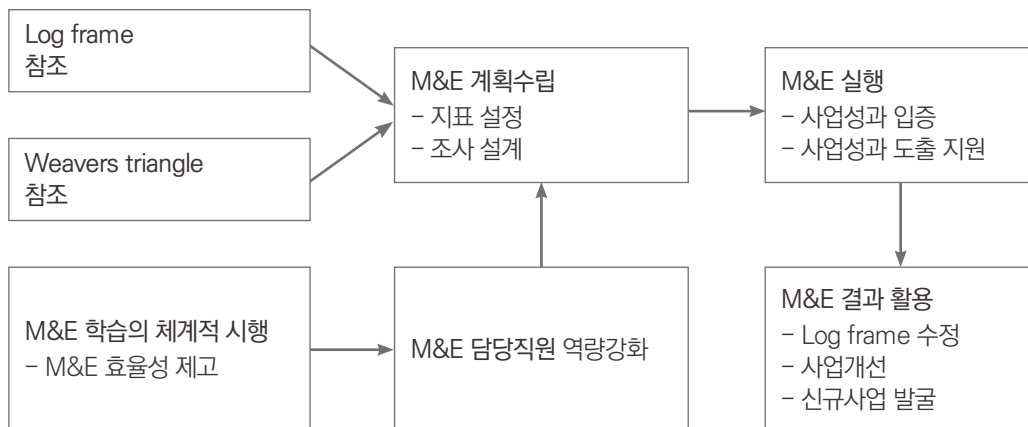 Log frame
참조
Weavers triangle
참조
M&E 계획수립
– 지표 설정
– 조사 설계
M&E 실행
– 사업성과 입증
– 사업성과 도출 지원
M&E 학습의 체계적 시행
– M&E 효율성 제고
M&E 담당직원 역량강화
M&E 결과 활용
– Log frame 수정
– 사업개선
– 신규사업 발굴